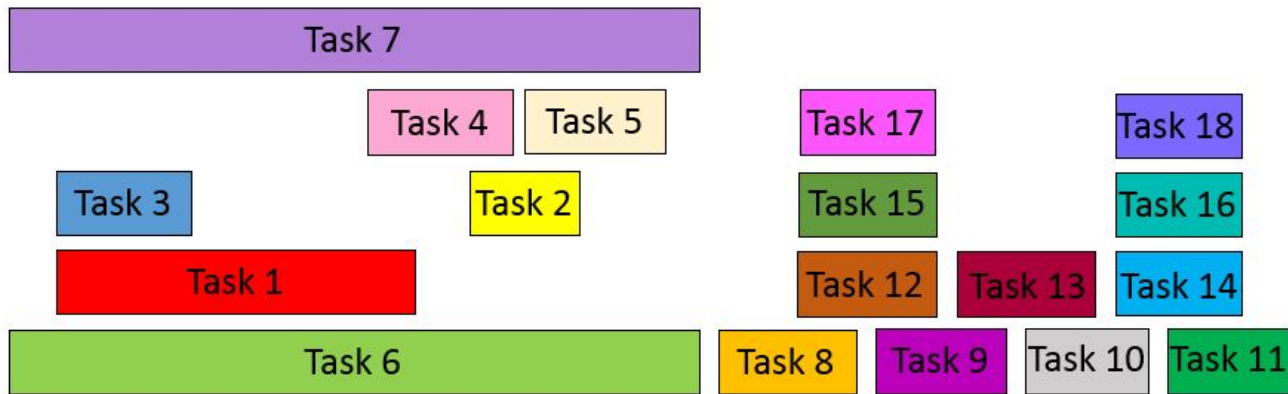 Task 7
Task 4
Task 5
Task 17
Task 18
Task 3
Task 2
Task 15
Task 16
Task 1
Task 12
Task 13
Task 14
Task 6
Task 8
Task 9
Task 10
Task 11